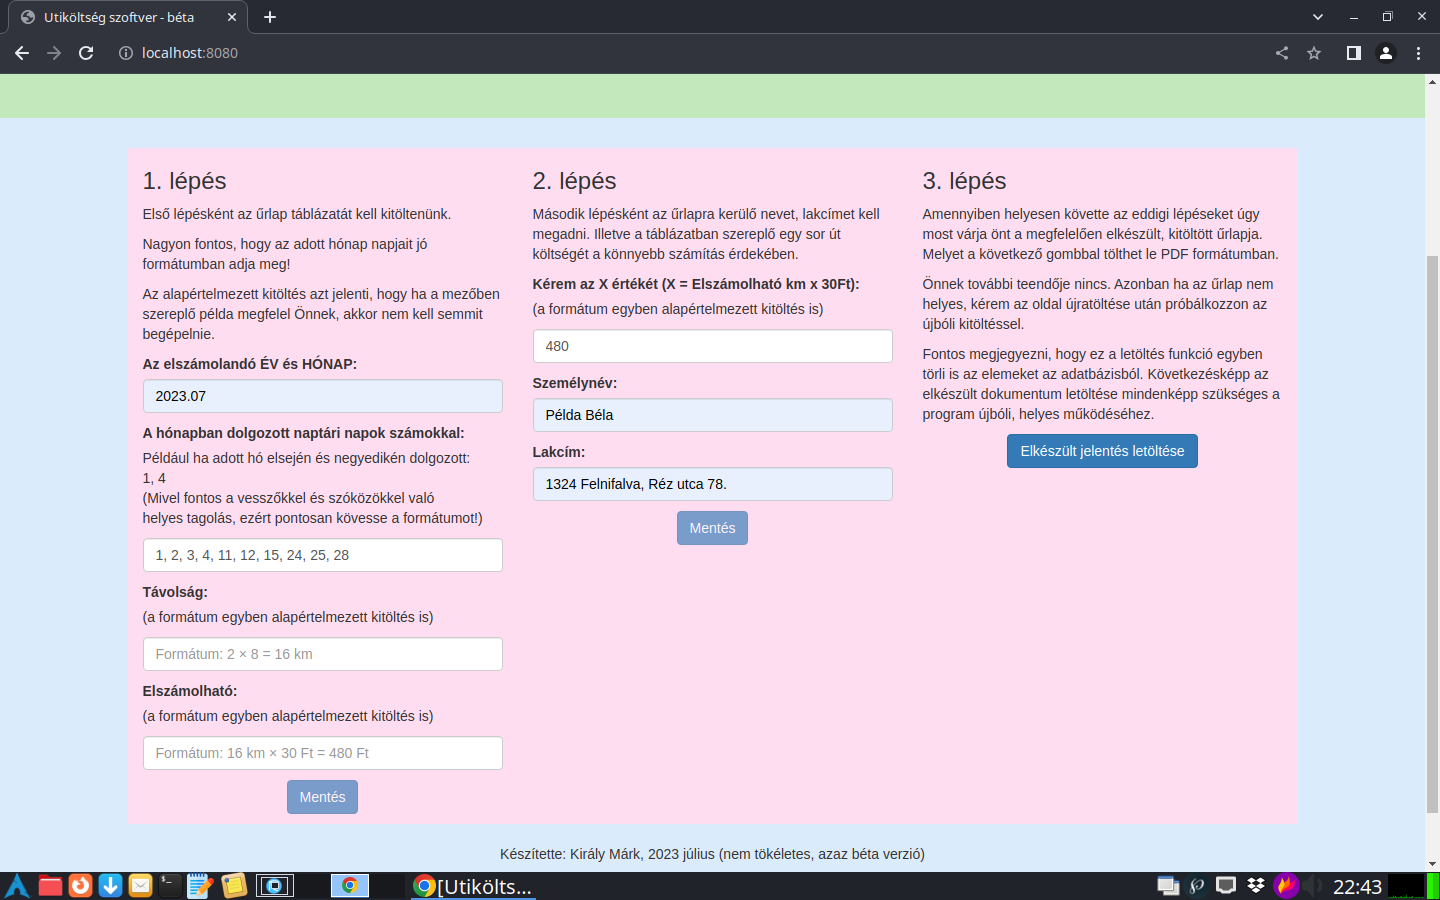 Utiköltség szoftver - béta
localhost:8080
1. lépés
Első lépésként az űrlap táblázatát kell kitöltenünk.
Nagyon fontos, hogy az adott hónap napjait jó
formátumban adja meg!
Az alapértelmezett kitöltés azt jelenti, hogy ha a mezőben
szereplő példa megfelel Önnek, akkor nem kell semmit
begépelnie.
Az elszámolandó ÉV és HÓNAP:
2023.07
A hónapban dolgozott naptári napok számokkal:
Például ha adott hó elsején és negyedikén dolgozott:
1, 4
(Mivel fontos a vesszőkkel és szóközökkel való
helyes tagolás, ezért pontosan kövesse a formátumot!)
1, 2, 3, 4, 11, 12, 15, 24, 25, 28
Távolság:
(a formátum egyben alapértelmezett kitöltés is)
Formátum: 2 × 8 = 16 km
Elszámolható:
(a formátum egyben alapértelmezett kitöltés is)
Formátum: 16 km × 30 Ft = 480 Ft
Mentés
2. lépés
Második lépésként az űrlapra kerülő nevet, lakcímet kell
megadni. Illetve a táblázatban szereplő egy sor út
költségét a könnyebb számítás érdekében.
Kérem az X értékét (X = Elszámolható km x 30Ft):
(a formátum egyben alapértelmezett kitöltés is)
480
Személynév:
Példa Béla
Lakcím:
1324 Felnifalva, Réz utca 78.
Mentés
3. lépés
Amennyiben helyesen követte az eddigi lépéseket úgy
most várja önt a megfelelően elkészült, kitöltött űrlapja.
Melyet a következő gombbal tölthet le PDF formátumban.
Önnek további teendője nincs. Azonban ha az űrlap nem
helyes, kérem az oldal újratöltése után próbálkozzon az
újbóli kitöltéssel.
Fontos megjegyezni, hogy ez a letöltés funkció egyben
törli is az elemeket az adatbázisból. Következésképp az
elkészült dokumentum letöltése mindenképp szükséges a
program újbóli, helyes működéséhez.
Elkészült jelentés letöltése
Készítette: Király Márk, 2023 július (nem tökéletes, azaz béta verzió)
[Utikölts...
22:43